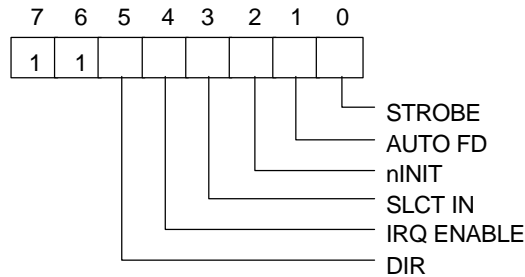 7 6 5 4 3 2 1 0
1 1
STROBE
AUTO FD
nINIT
SLCT IN
IRQ ENABLE
DIR